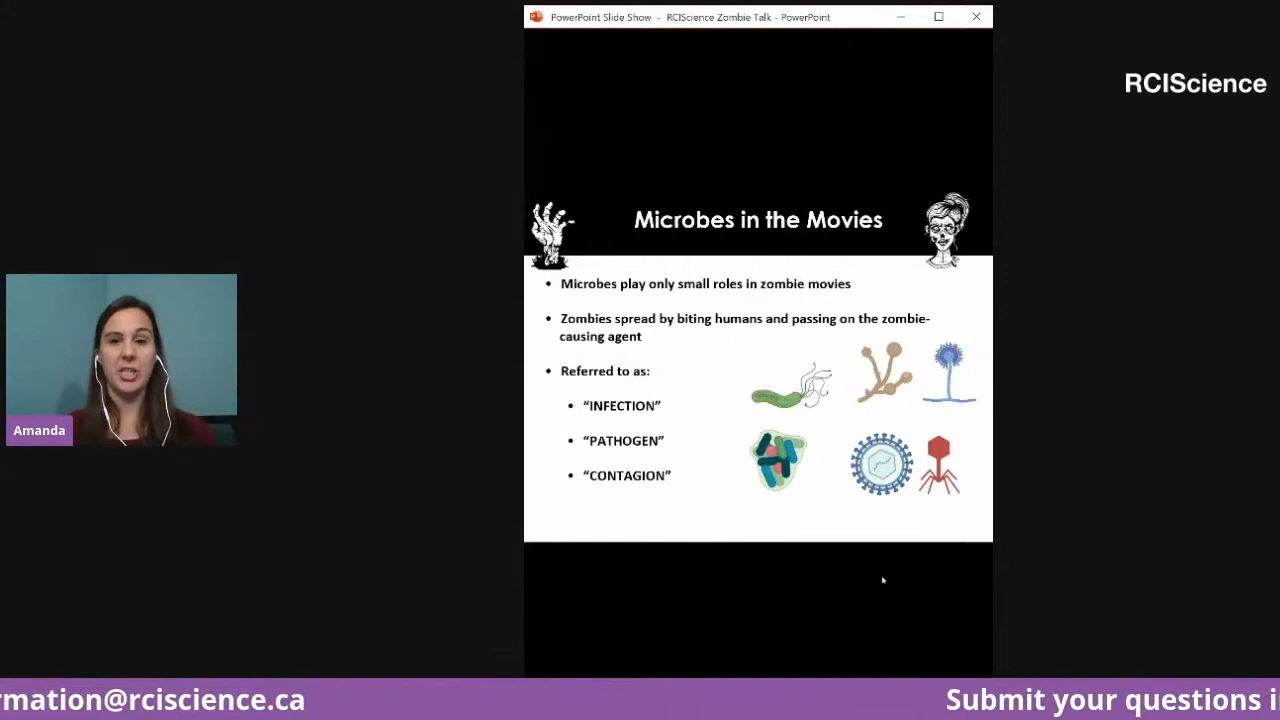 PowerPoint Slide Show - RCIScience Zombie Talk - PowerPoint
RCIScience
Microbes in the Movies
• Microbes play only small roles in zombie movies
• Zombies spread by biting humans and passing on the zombie-
causing agent
• Referred to as:
• “INFECTION”
• “PATHOGEN”
• “CONTAGION”
Amanda
rmation@rciscience.ca
Submit your questions i